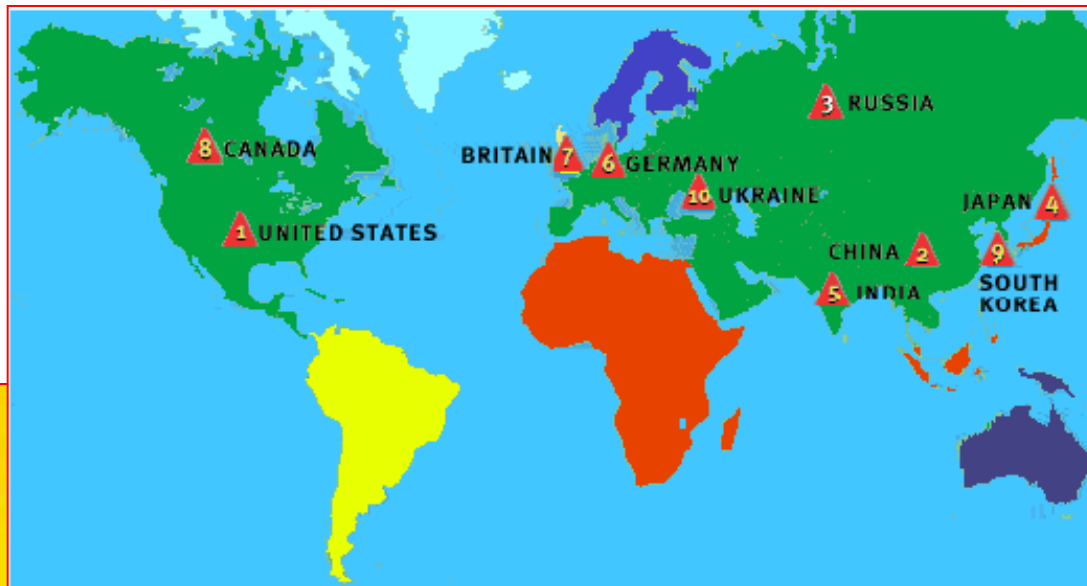 3 RUSSIA
8 CANADA
BRITAIN 7
6 GERMANY
10 UKRAINE
JAPAN 4
1 UNITED STATES
CHINA 2
9
SOUTH
KOREA
5 INDIA